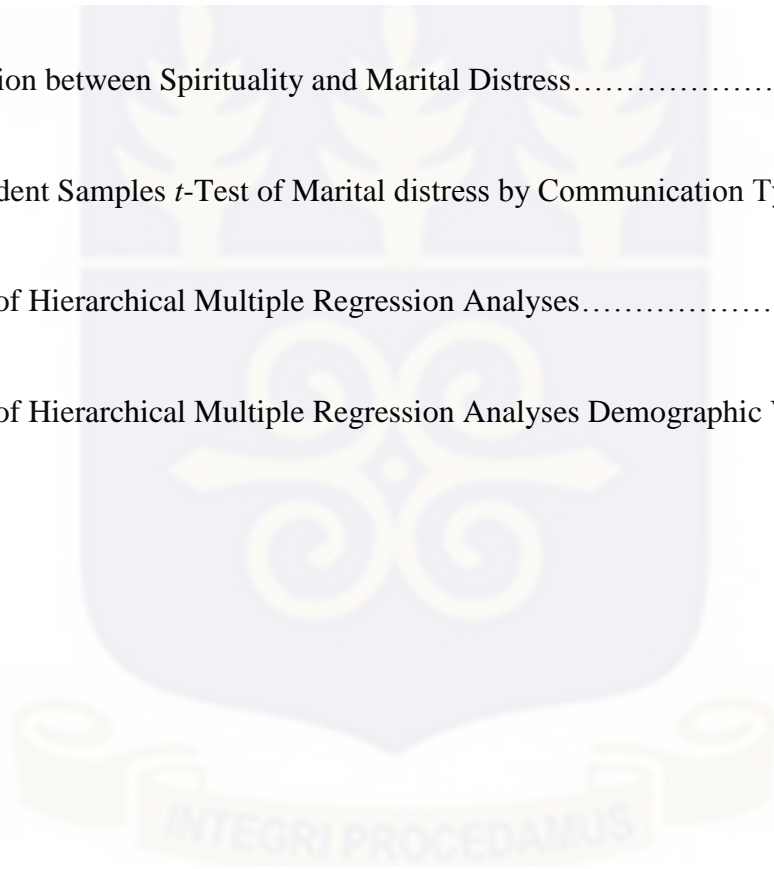 ion between Spirituality and Marital Distress…………………
dent Samples t-Test of Marital distress by Communication Ty
of Hierarchical Multiple Regression Analyses…………………
of Hierarchical Multiple Regression Analyses Demographic
INTEGRI PROCEDAMUS